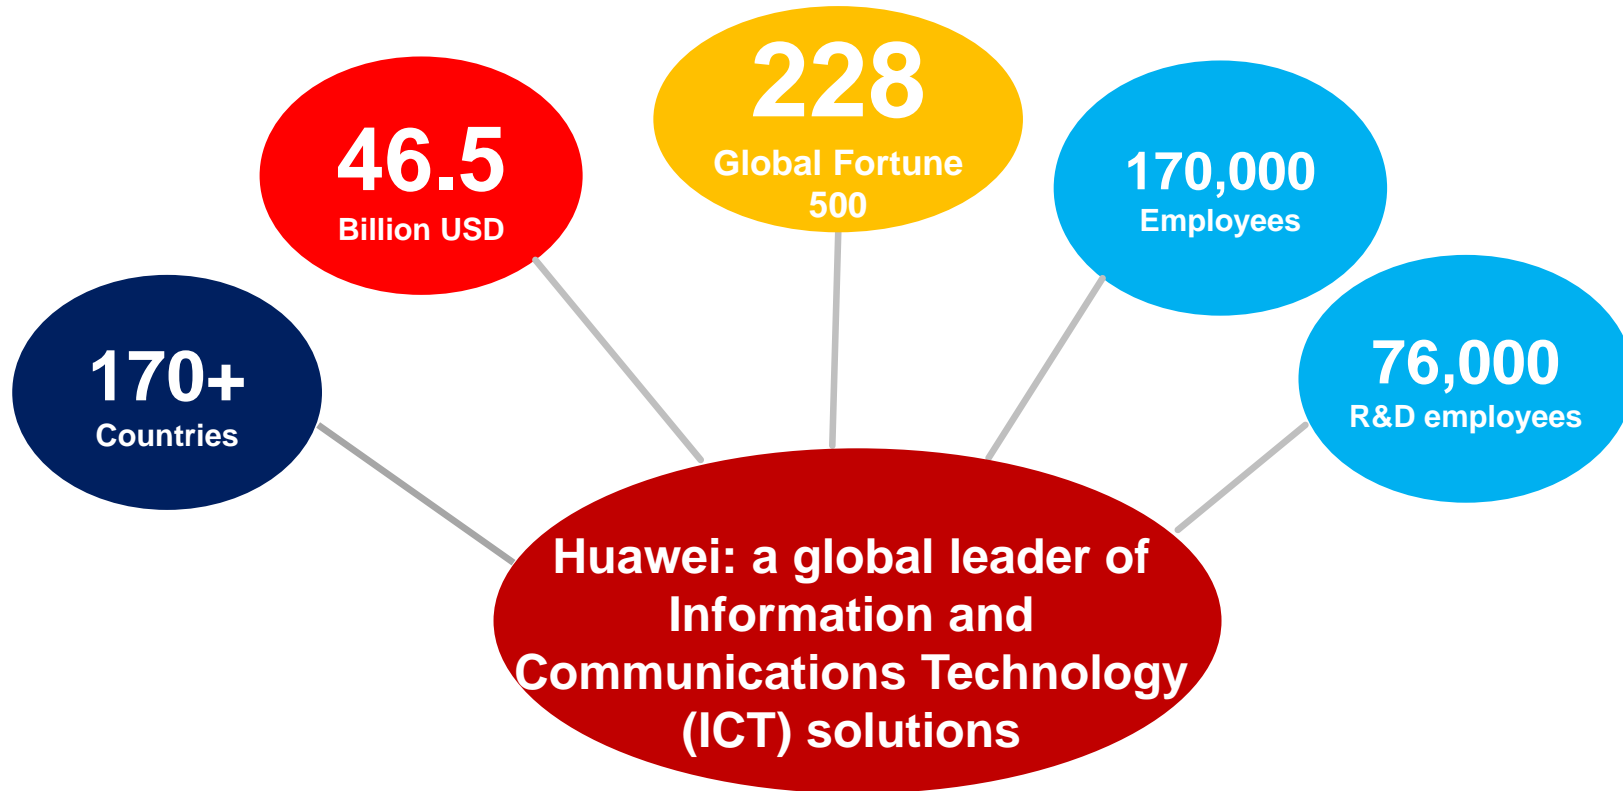 228
Global Fortune
500
46.5
Billion USD
170,000
Employees
170+
Countries
76,000
R&D employees
Huawei: a global leader of
Information and
Communications Technology
(ICT) solutions